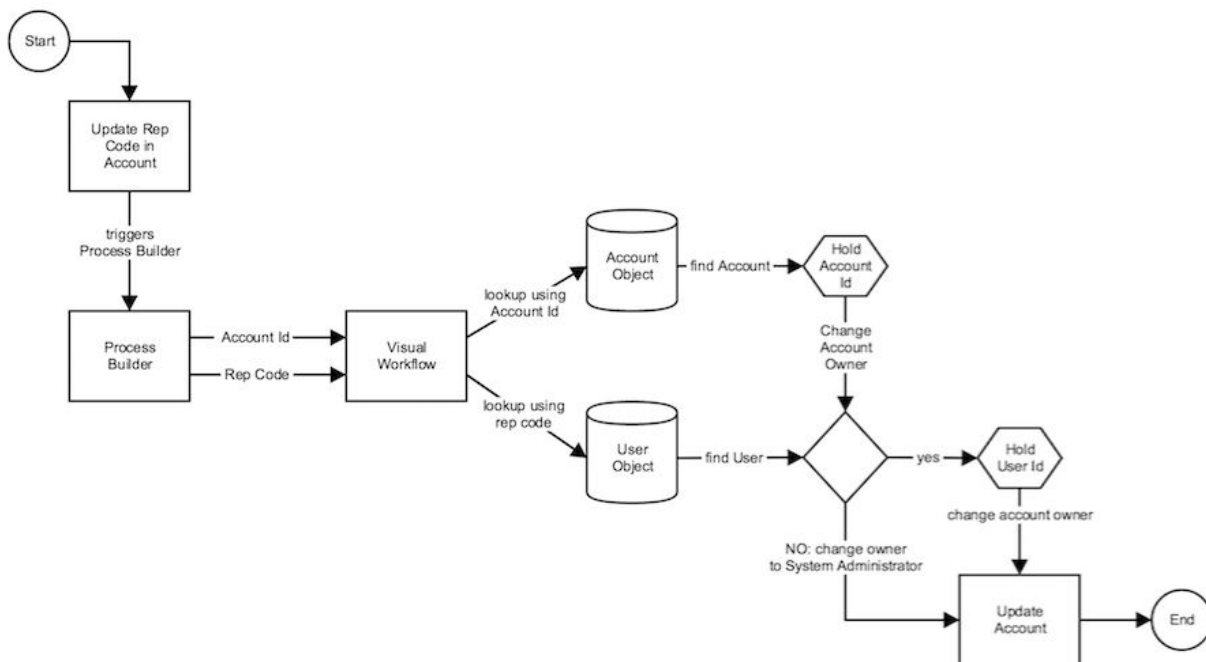 Start
Update Rep
Code in
Account
triggers
Process Builder
Process
Builder
Account Id
Rep Code
Visual
Workflow
lookup using
Account Id
lookup using
rep code
Account
Object
User
Object
find Account
find User
Hold
Account
Id
Change
Account
Owner
yes
Hold
User Id
change account owner
NO: change owner
to System Administrator
Update
Account
End